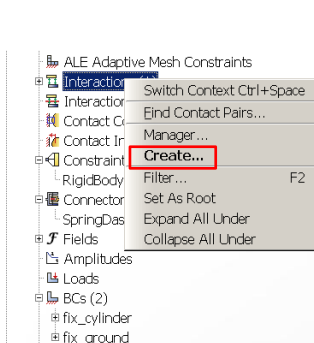 ALE Adaptive Mesh Constraints
Interaction
Switch Context Ctrl+Space
Interaction
Find Contact Pairs...
Contact Co
Manager...
Contact In
Create...
Constraint
Filter... F2
RigidBody
Set As Root
Connector
Expand All Under
SpringDas
Collapse All Under
Fields
Amplitudes
Loads
BCs (2)
fix_cylinder
fix_ground